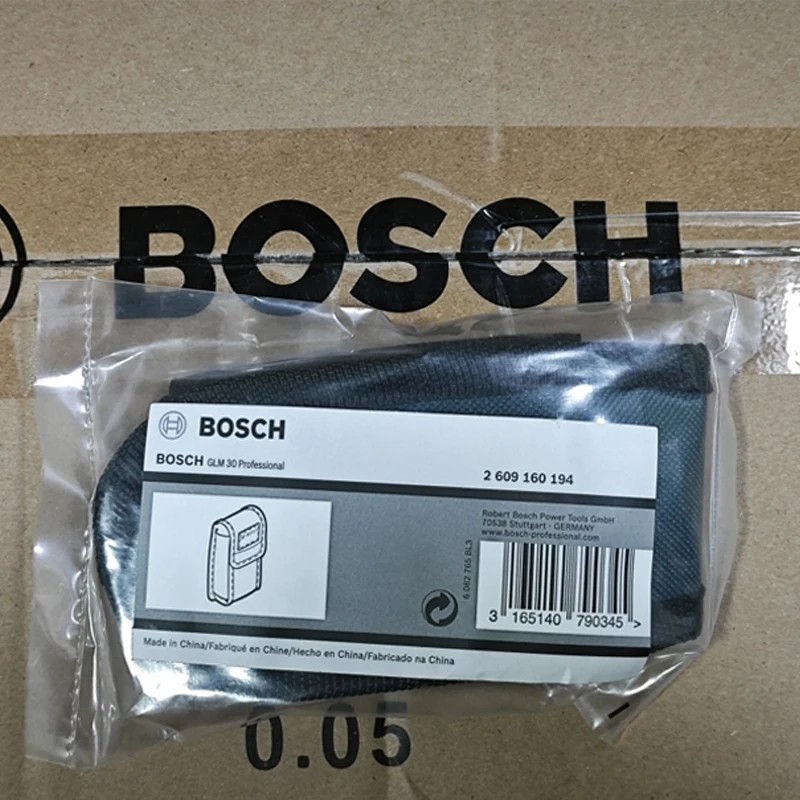 BOSCH
BOSCH
BOSCH GLM 30 Professional
2 609 160 194
Robert Bosch Power Tools GmbH
70538 Stuttgart - GERMANY
www.bosch-professional.com
6 082 765 BL3
3 165140 790345 >
Made in China/Fabriqué en Chine/Hecho en China/Fabricado na China
0.05